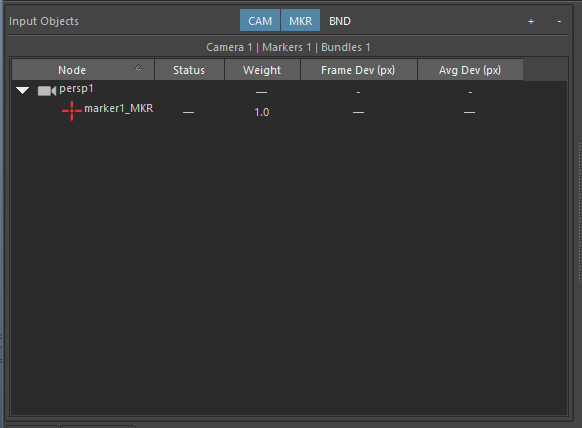 Input Objects CAM MKR BND + -
Camera 1 | Markers 1 | Bundles 1
Node Status Weight Frame Dev (px) Avg Dev (px)
persp1 — - -
marker1_MKR — 1.0 — —